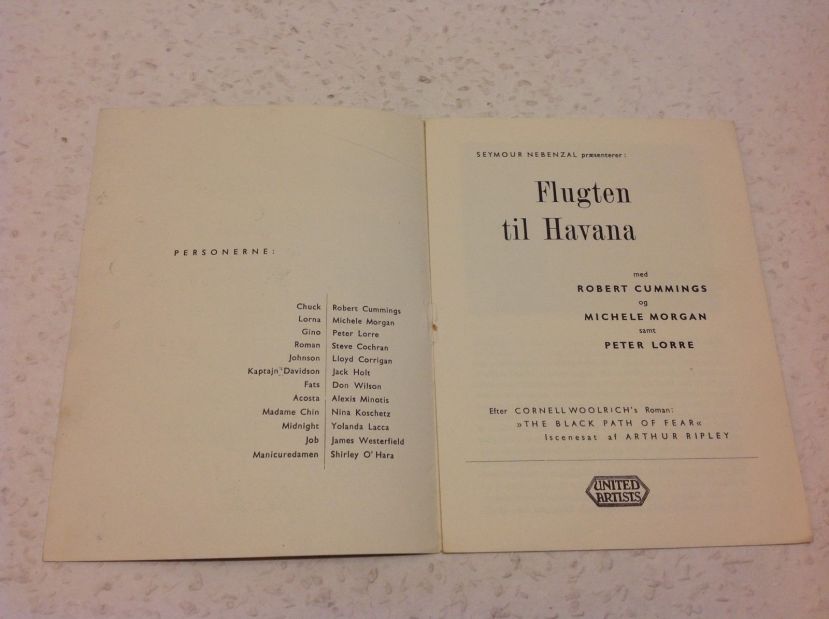 PERSONERNE:
Chuck Robert Cummings
Lorna Michele Morgan
Gino Peter Lorre
Roman Steve Cochran
Johnson Lloyd Corrigan
Kaptajn Davidson Jack Holt
Fats Don Wilson
Acosta Alexis Minotis
Madame Chin Nina Koschetz
Midnight Yolanda Lacca
Job James Westerfield
Manicuredamen Shirley O'Hara
SEYMOUR NEBENZAL præsenterer:
Flugten
til Havana
med
ROBERT CUMMINGS
og
MICHELE MORGAN
samt
PETER LORRE
Efter CORNELL WOOLRICH's Roman:
»THE BLACK PATH OF FEAR«
Iscenesat af ARTHUR RIPLEY
UNITED
ARTISTS